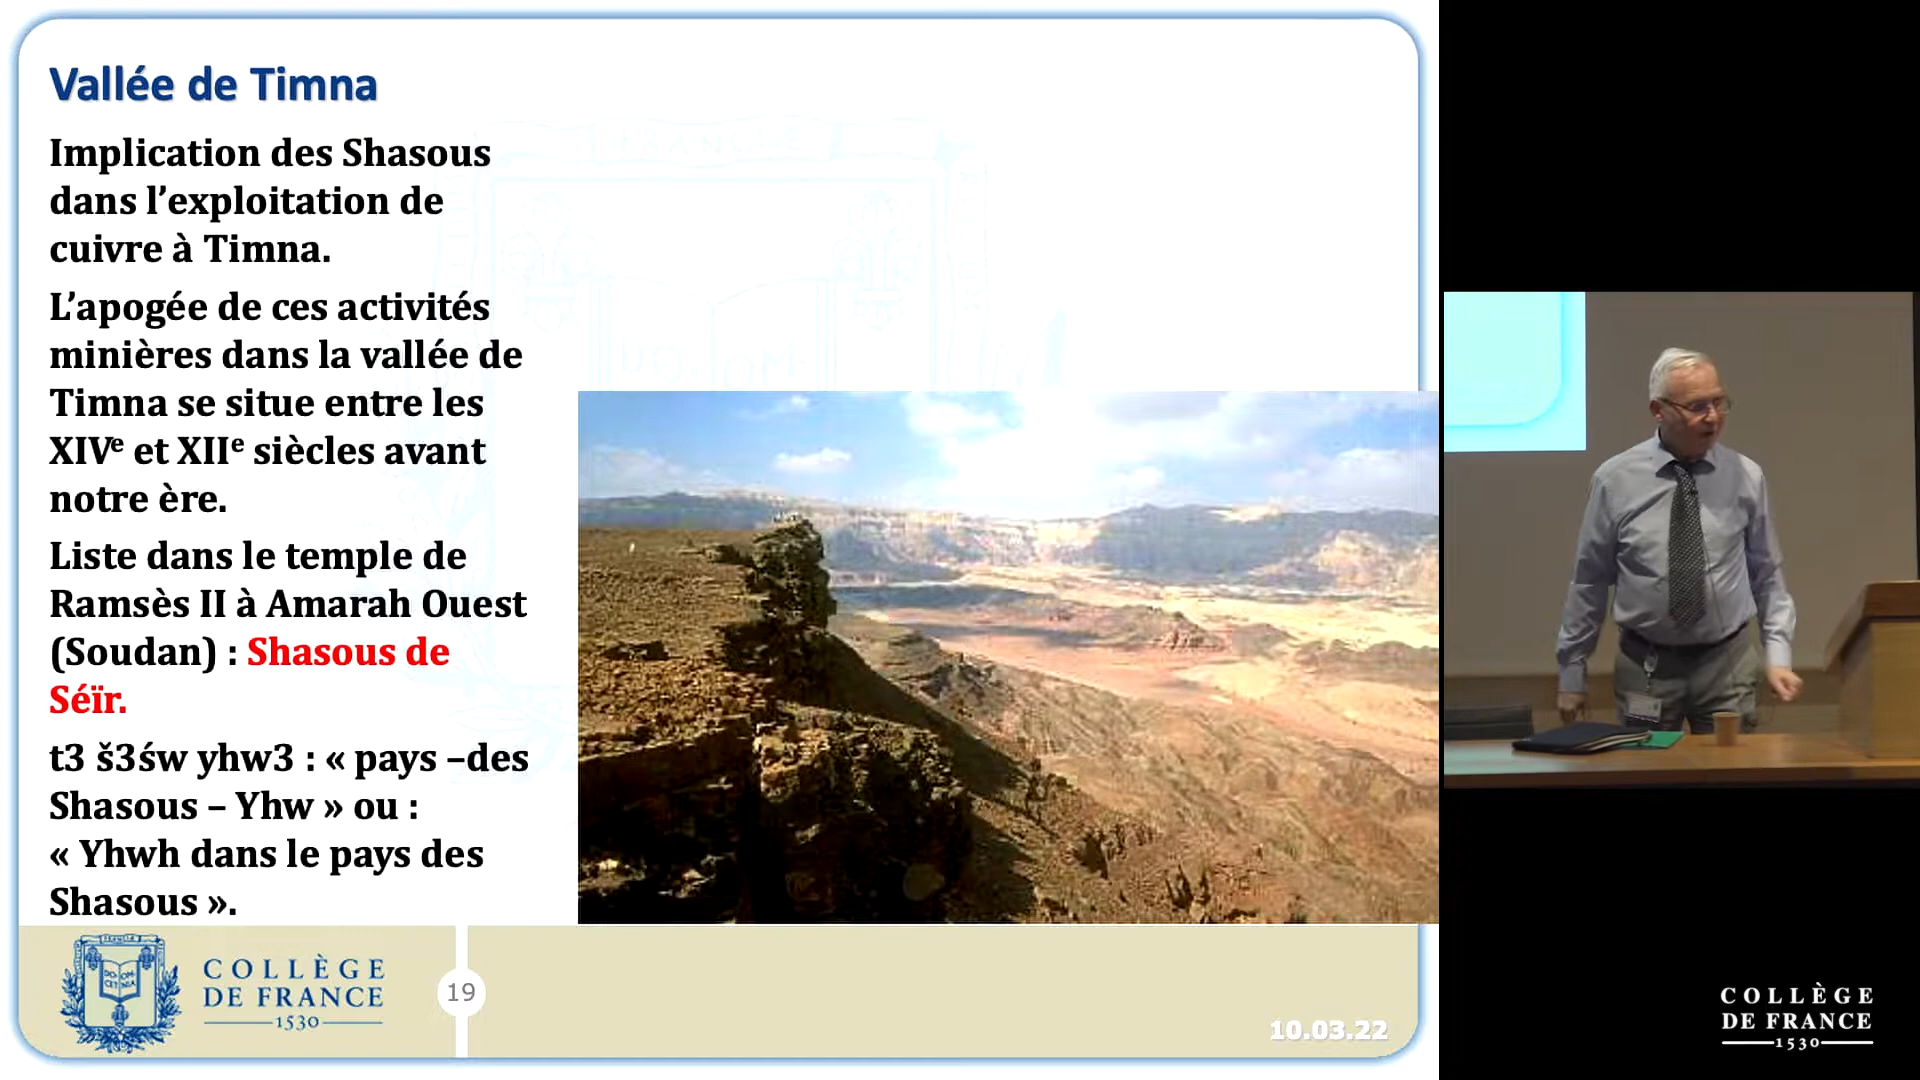 Vallée de Timna
Implication des Shasous
dans l’exploitation de
cuivre à Timna.
L’apogée de ces activités
minières dans la vallée de
Timna se situe entre les
XIVᵉ et XIIᵉ siècles avant
notre ère.
Liste dans le temple de
Ramsès II à Amarah Ouest
(Soudan) : Shasous de
Séïr.
t3 š3św yhw3 : « pays –des
Shasous – Yhw » ou :
« Yhwh dans le pays des
Shasous ».
COLLÈGE
DE FRANCE
1530
19
10.03.22
COLLÈGE
DE FRANCE
1530